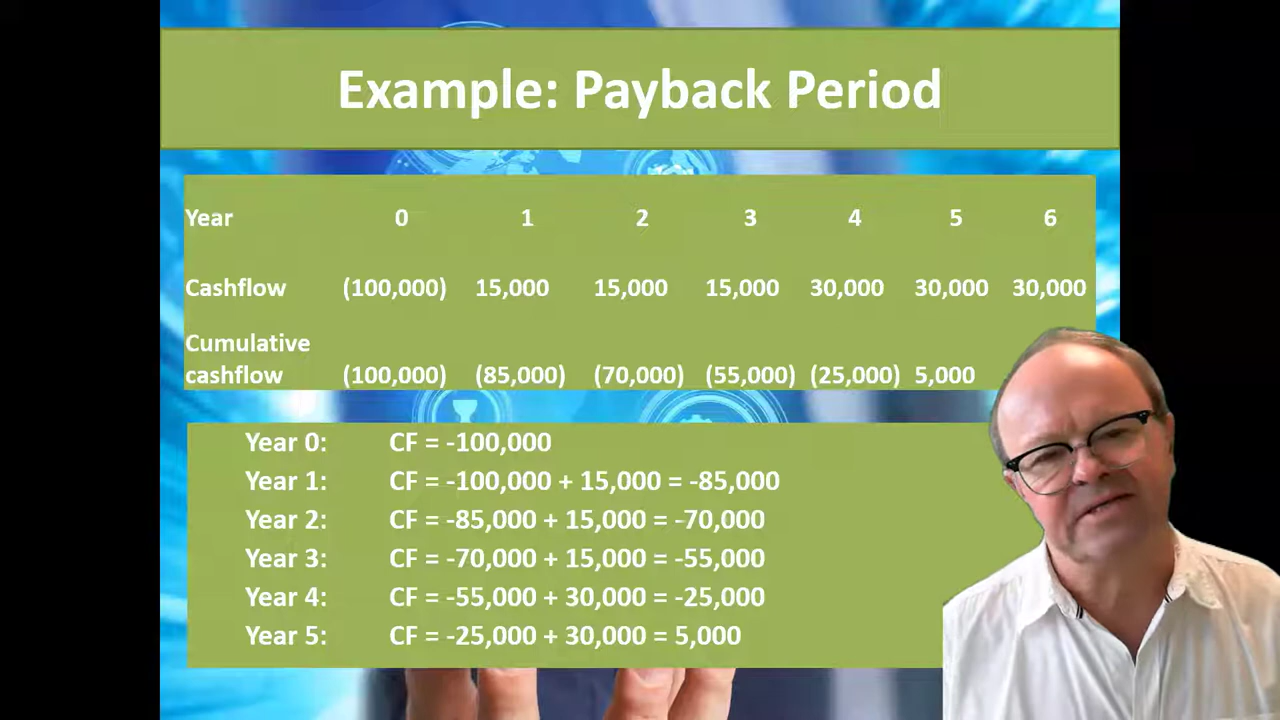 Example: Payback Period
Year 0 1 2 3 4 5 6
Cashflow (100,000) 15,000 15,000 15,000 30,000 30,000 30,000
Cumulative
cashflow (100,000) (85,000) (70,000) (55,000) (25,000) 5,000
Year 0: CF = -100,000
Year 1: CF = -100,000 + 15,000 = -85,000
Year 2: CF = -85,000 + 15,000 = -70,000
Year 3: CF = -70,000 + 15,000 = -55,000
Year 4: CF = -55,000 + 30,000 = -25,000
Year 5: CF = -25,000 + 30,000 = 5,000